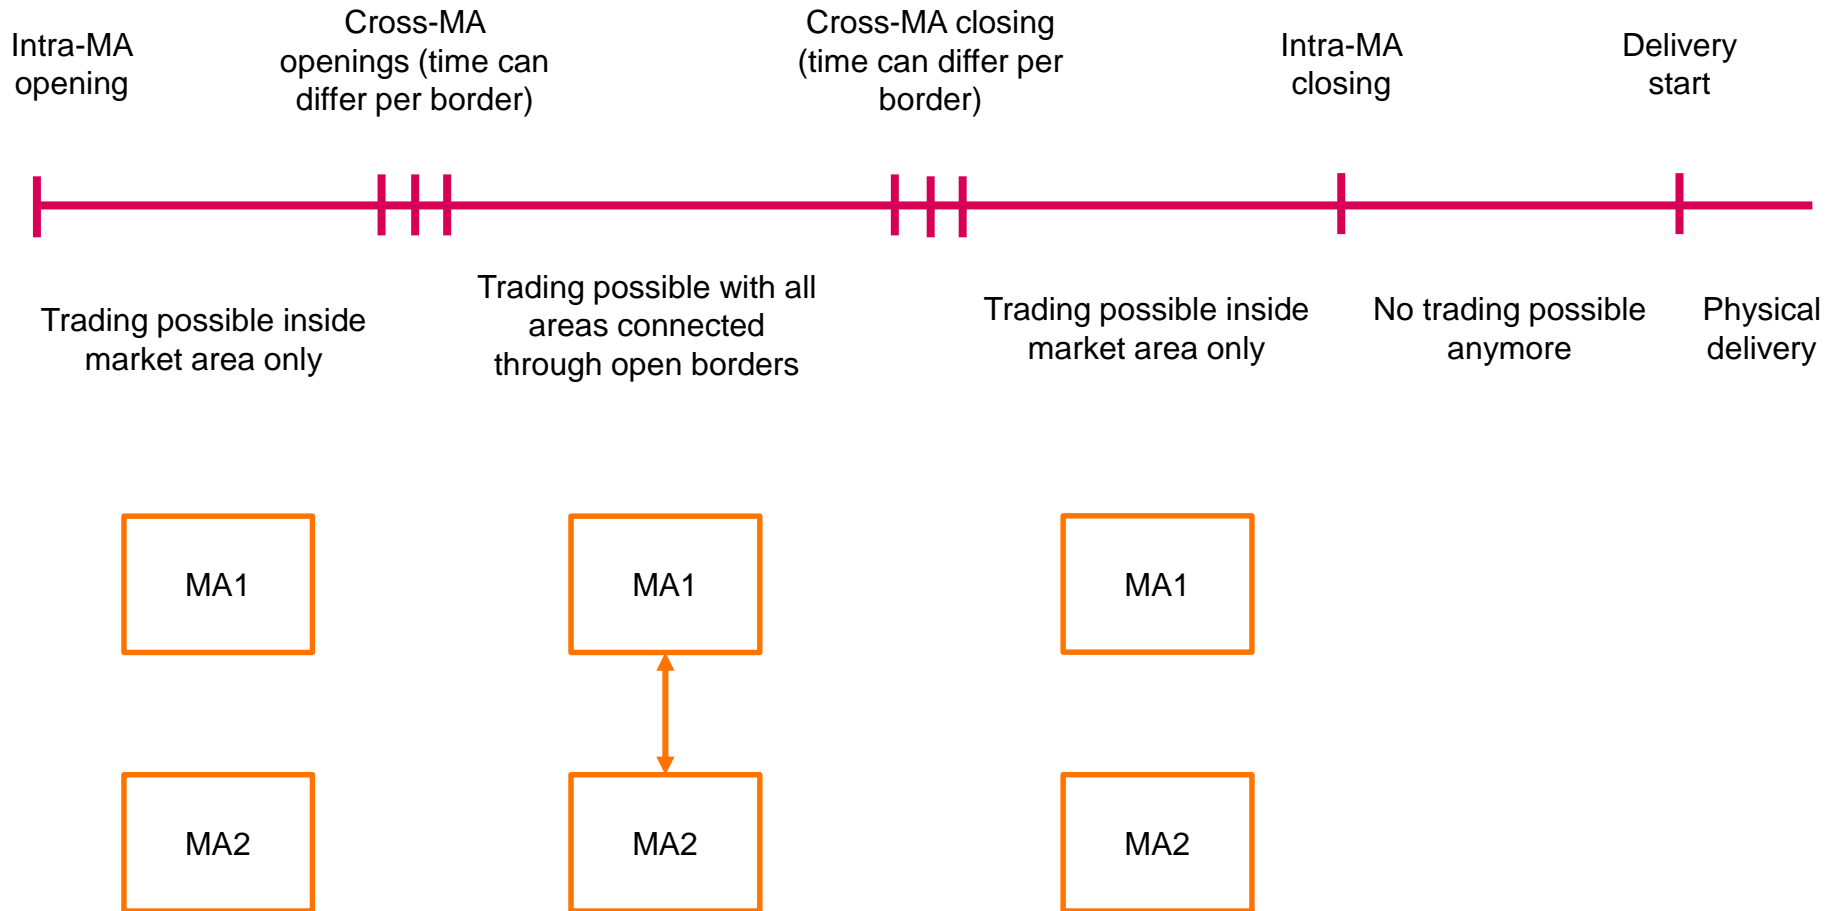 Intra-MA
opening
Cross-MA
openings (time can
differ per border)
Cross-MA closing
(time can differ per
border)
Intra-MA
closing
Delivery
start
Trading possible inside
market area only
Trading possible with all
areas connected
through open borders
Trading possible inside
market area only
No trading possible
anymore
Physical
delivery
MA1
MA1
MA1
MA2
MA2
MA2